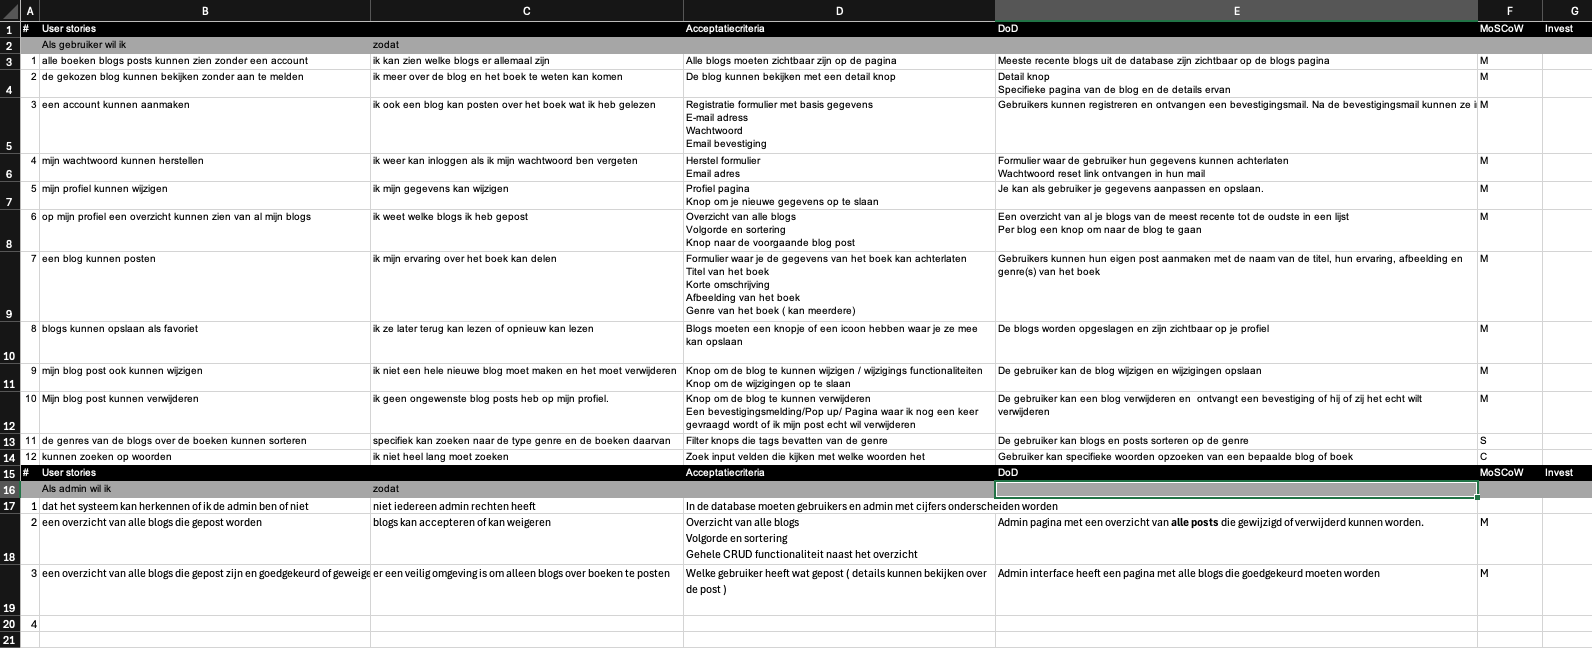 A B C D E F G
1 # User stories Acceptatiecriteria DoD MoSCoW Invest
2 Als gebruiker wil ik zodat
3 1 alle boeken blogs posts kunnen zien zonder een account ik kan zien welke blogs er allemaal zijn Alle blogs moeten zichtbaar zijn op de pagina Meeste recente blogs uit de database zijn zichtbaar op de blogs pagina M
2 de gekozen blog kunnen bekijken zonder aan te melden ik meer over de blog en het boek te weten kan komen De blog kunnen bekijken met een detail knop Detail knop M
4 Specifieke pagina van de blog en de details ervan
3 een account kunnen aanmaken ik ook een blog kan posten over het boek wat ik heb gelezen Registratie formulier met basis gegevens Gebruikers kunnen registreren en ontvangen een bevestigingsmail. Na de bevestigingsmail kunnen ze i M
E-mail adress
Wachtwoord
5 Email bevestiging
4 mijn wachtwoord kunnen herstellen ik weer kan inloggen als ik mijn wachtwoord ben vergeten Herstel formulier Formulier waar de gebruiker hun gegevens kunnen achterlaten M
6 Email adres Wachtwoord reset link ontvangen in hun mail
5 mijn profiel kunnen wijzigen ik mijn gegevens kan wijzigen Profiel pagina Je kan als gebruiker je gegevens aanpassen en opslaan. M
7 Knop om je nieuwe gegevens op te slaan
6 op mijn profiel een overzicht kunnen zien van al mijn blogs ik weet welke blogs ik heb gepost Overzicht van alle blogs Een overzicht van al je blogs van de meest recente tot de oudste in een lijst M
Volgorde en sortering Per blog een knop om naar de blog te gaan
8 Knop naar de voorgaande blog post
7 een blog kunnen posten ik mijn ervaring over het boek kan delen Formulier waar je de gegevens van het boek kan achterlaten Gebruikers kunnen hun eigen post aanmaken met de naam van de titel, hun ervaring, afbeelding en M
Titel van het boek genre(s) van het boek
Korte omschrijving
Afbeelding van het boek
9 Genre van het boek ( kan meerdere)
8 blogs kunnen opslaan als favoriet ik ze later terug kan lezen of opnieuw kan lezen Blogs moeten een knopje of een icoon hebben waar je ze mee De blogs worden opgeslagen en zijn zichtbaar op je profiel M
kan opslaan
10
9 mijn blog post ook kunnen wijzigen ik niet een hele nieuwe blog moet maken en het moet verwijderen Knop om de blog te kunnen wijzigen / wijzigings functionaliteiten De gebruiker kan de blog wijzigen en wijzigingen opslaan M
11 Knop om de wijzigingen op te slaan
10 Mijn blog post kunnen verwijderen ik geen ongewenste blog posts heb op mijn profiel. Knop om de blog te kunnen verwijderen De gebruiker kan een blog verwijderen en  ontvangt een bevestiging of hij of zij het echt wilt M
Een bevestigingsmelding/Pop up/ Pagina waar ik nog een keer verwijderen
12 gevraagd wordt of ik mijn post echt wil verwijderen
13 11 de genres van de blogs over de boeken kunnen sorteren specifiek kan zoeken naar de type genre en de boeken daarvan Filter knops die tags bevatten van de genre De gebruiker kan blogs en posts sorteren op de genre S
14 12 kunnen zoeken op woorden ik niet heel lang moet zoeken Zoek input velden die kijken met welke woorden het Gebruiker kan specifieke woorden opzoeken van een bepaalde blog of boek C
15 # User stories Acceptatiecriteria DoD MoSCoW Invest
16 Als admin wil ik zodat
17 1 dat het systeem kan herkennen of ik de admin ben of niet niet iedereen admin rechten heeft In de database moeten gebruikers en admin met cijfers onderscheiden worden
2 een overzicht van alle blogs die gepost worden blogs kan accepteren of kan weigeren Overzicht van alle blogs Admin pagina met een overzicht van alle posts die gewijzigd of verwijderd kunnen worden. M
Volgorde en sortering
18 Gehele CRUD functionaliteit naast het overzicht
3 een overzicht van alle blogs die gepost zijn en goedgekeurd of geweige er een veilig omgeving is om alleen blogs over boeken te posten Welke gebruiker heeft wat gepost ( details kunnen bekijken over Admin interface heeft een pagina met alle blogs die goedgekeurd moeten worden M
de post )
19
20 4
21